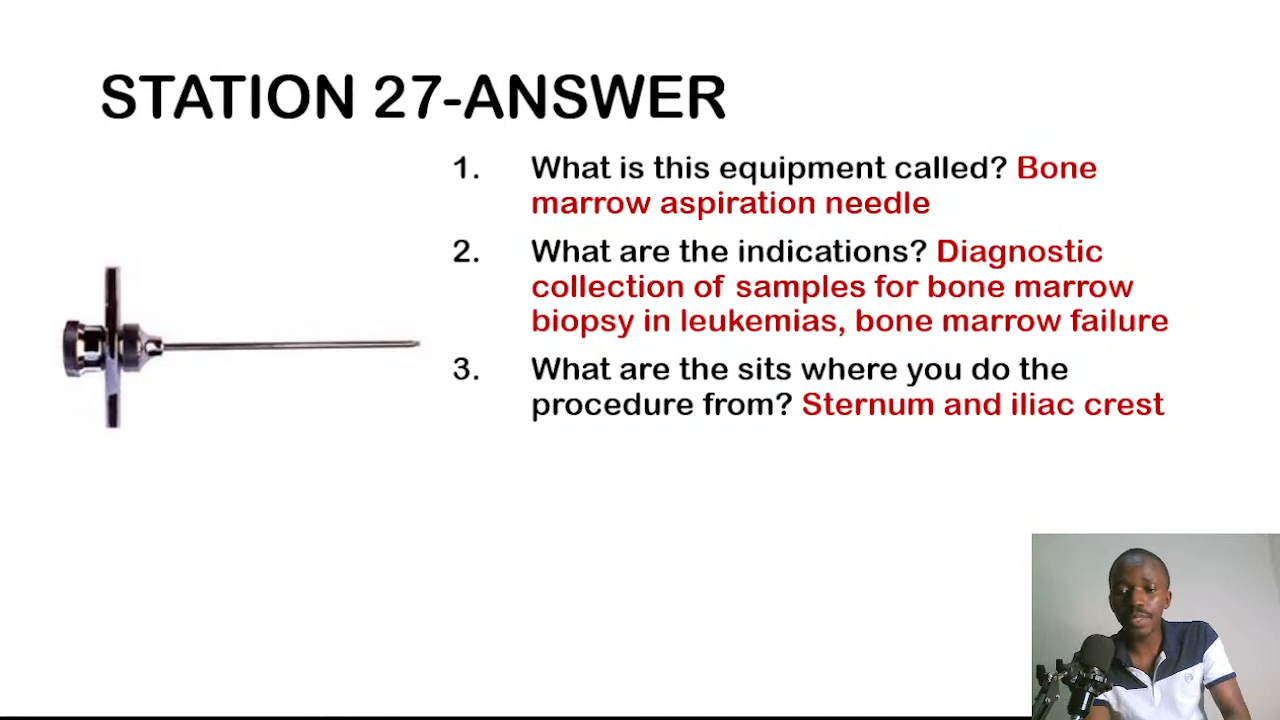 STATION 27-ANSWER
1. What is this equipment called? Bone
marrow aspiration needle
2. What are the indications? Diagnostic
collection of samples for bone marrow
biopsy in leukemias, bone marrow failure
3. What are the sits where you do the
procedure from? Sternum and iliac crest